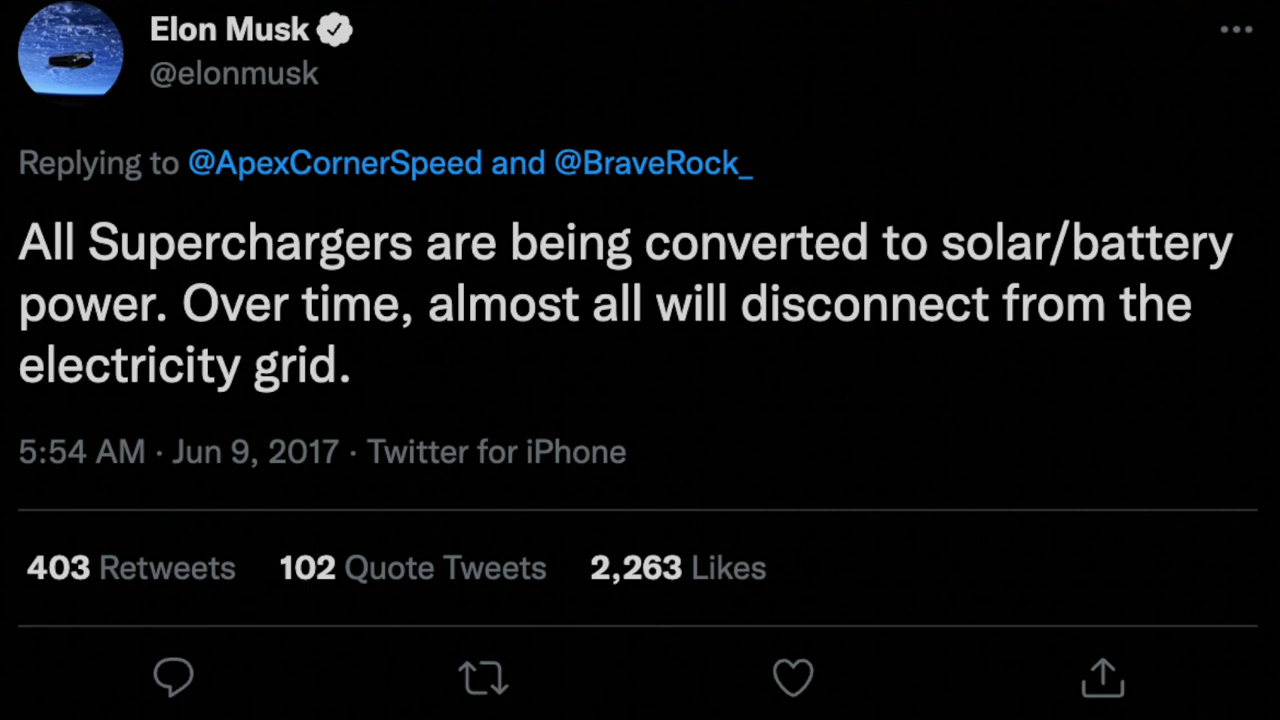 Elon Musk
@elonmusk
Replying to @ApexCornerSpeed and @BraveRock_
All Superchargers are being converted to solar/battery
power. Over time, almost all will disconnect from the
electricity grid.
5:54 AM · Jun 9, 2017 · Twitter for iPhone
403 Retweets 102 Quote Tweets 2,263 Likes